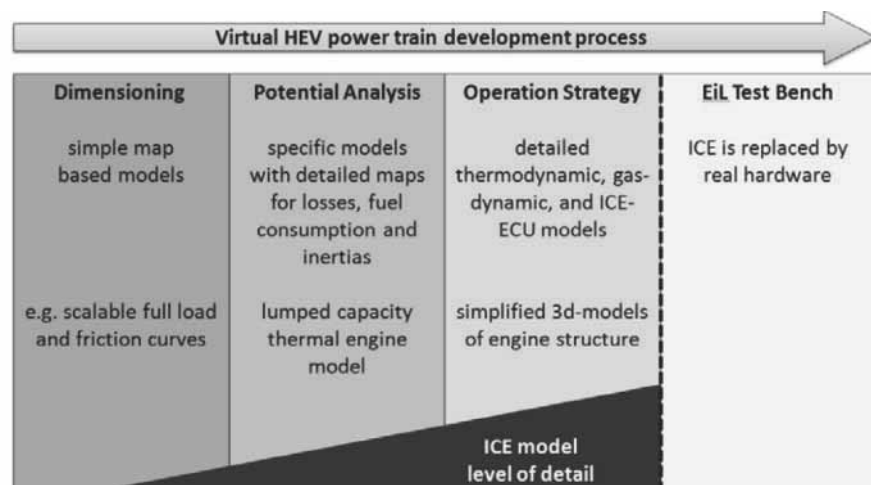 Virtual HEV power train development process
Dimensioning
simple map
based models
e.g. scalable full load
and friction curves
Potential Analysis
specific models
with detailed maps
for losses, fuel
consumption and
inertias
lumped capacity
thermal engine
model
Operation Strategy
detailed
thermodynamic, gas-
dynamic, and ICE-
ECU models
simplified 3d-models
of engine structure
EiL Test Bench
ICE is replaced by
real hardware
ICE model
level of detail